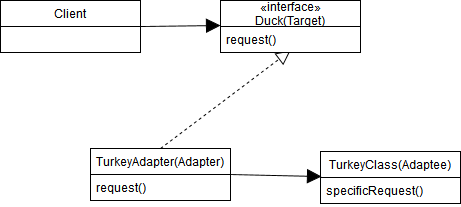 Client
«interface»
Duck(Target)
request()
TurkeyAdapter(Adapter)
request()
TurkeyClass(Adaptee)
specificRequest()